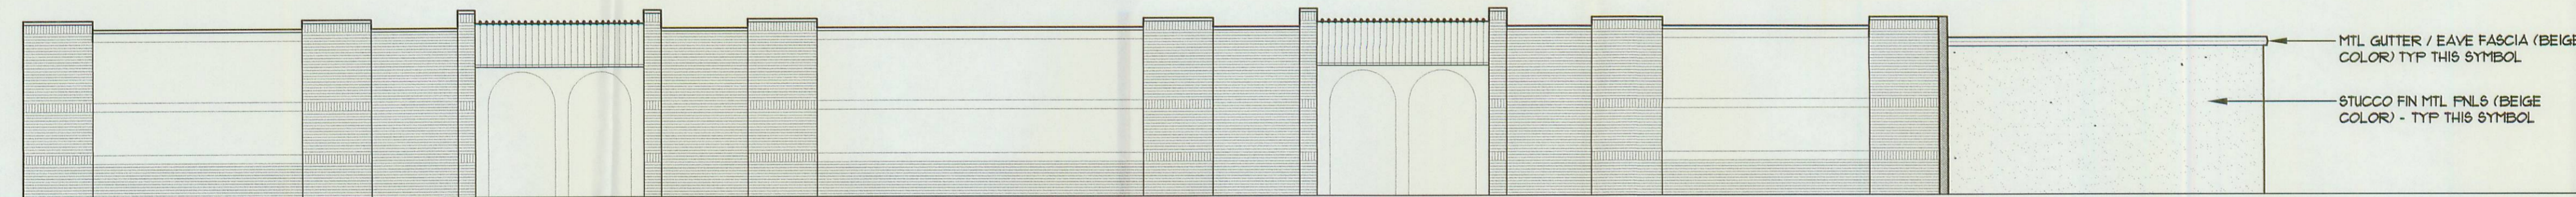 MTL GUTTER / EAVE FASCIA (BEIGE
COLOR) TYP THIS SYMBOL
STUCCO FIN MTL PNLS (BEIGE
COLOR) - TYP THIS SYMBOL